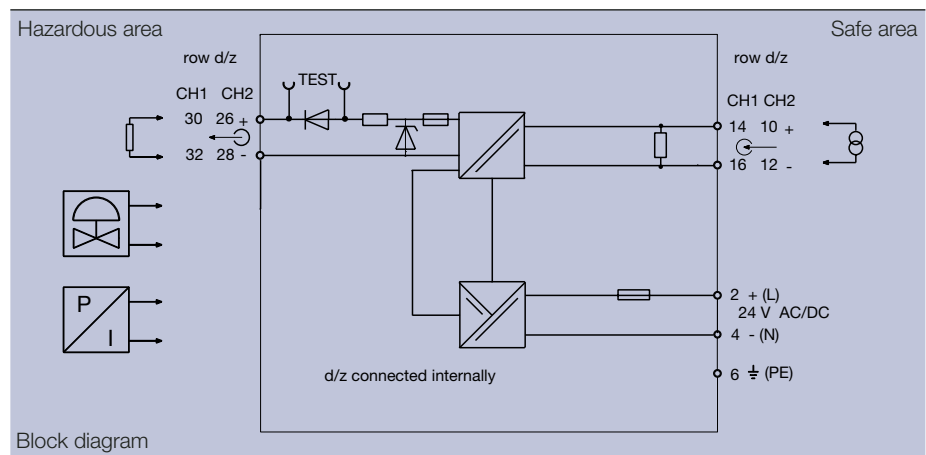 Hazardous area
Safe area
row d/z
row d/z
TEST
CH1 CH2
CH1 CH2
30 26 +
14 10 +
32 28 -
16 12 -
P
I
2 + (L)
24 V AC/DC
4 - (N)
6 ⏚ (PE)
d/z connected internally
Block diagram